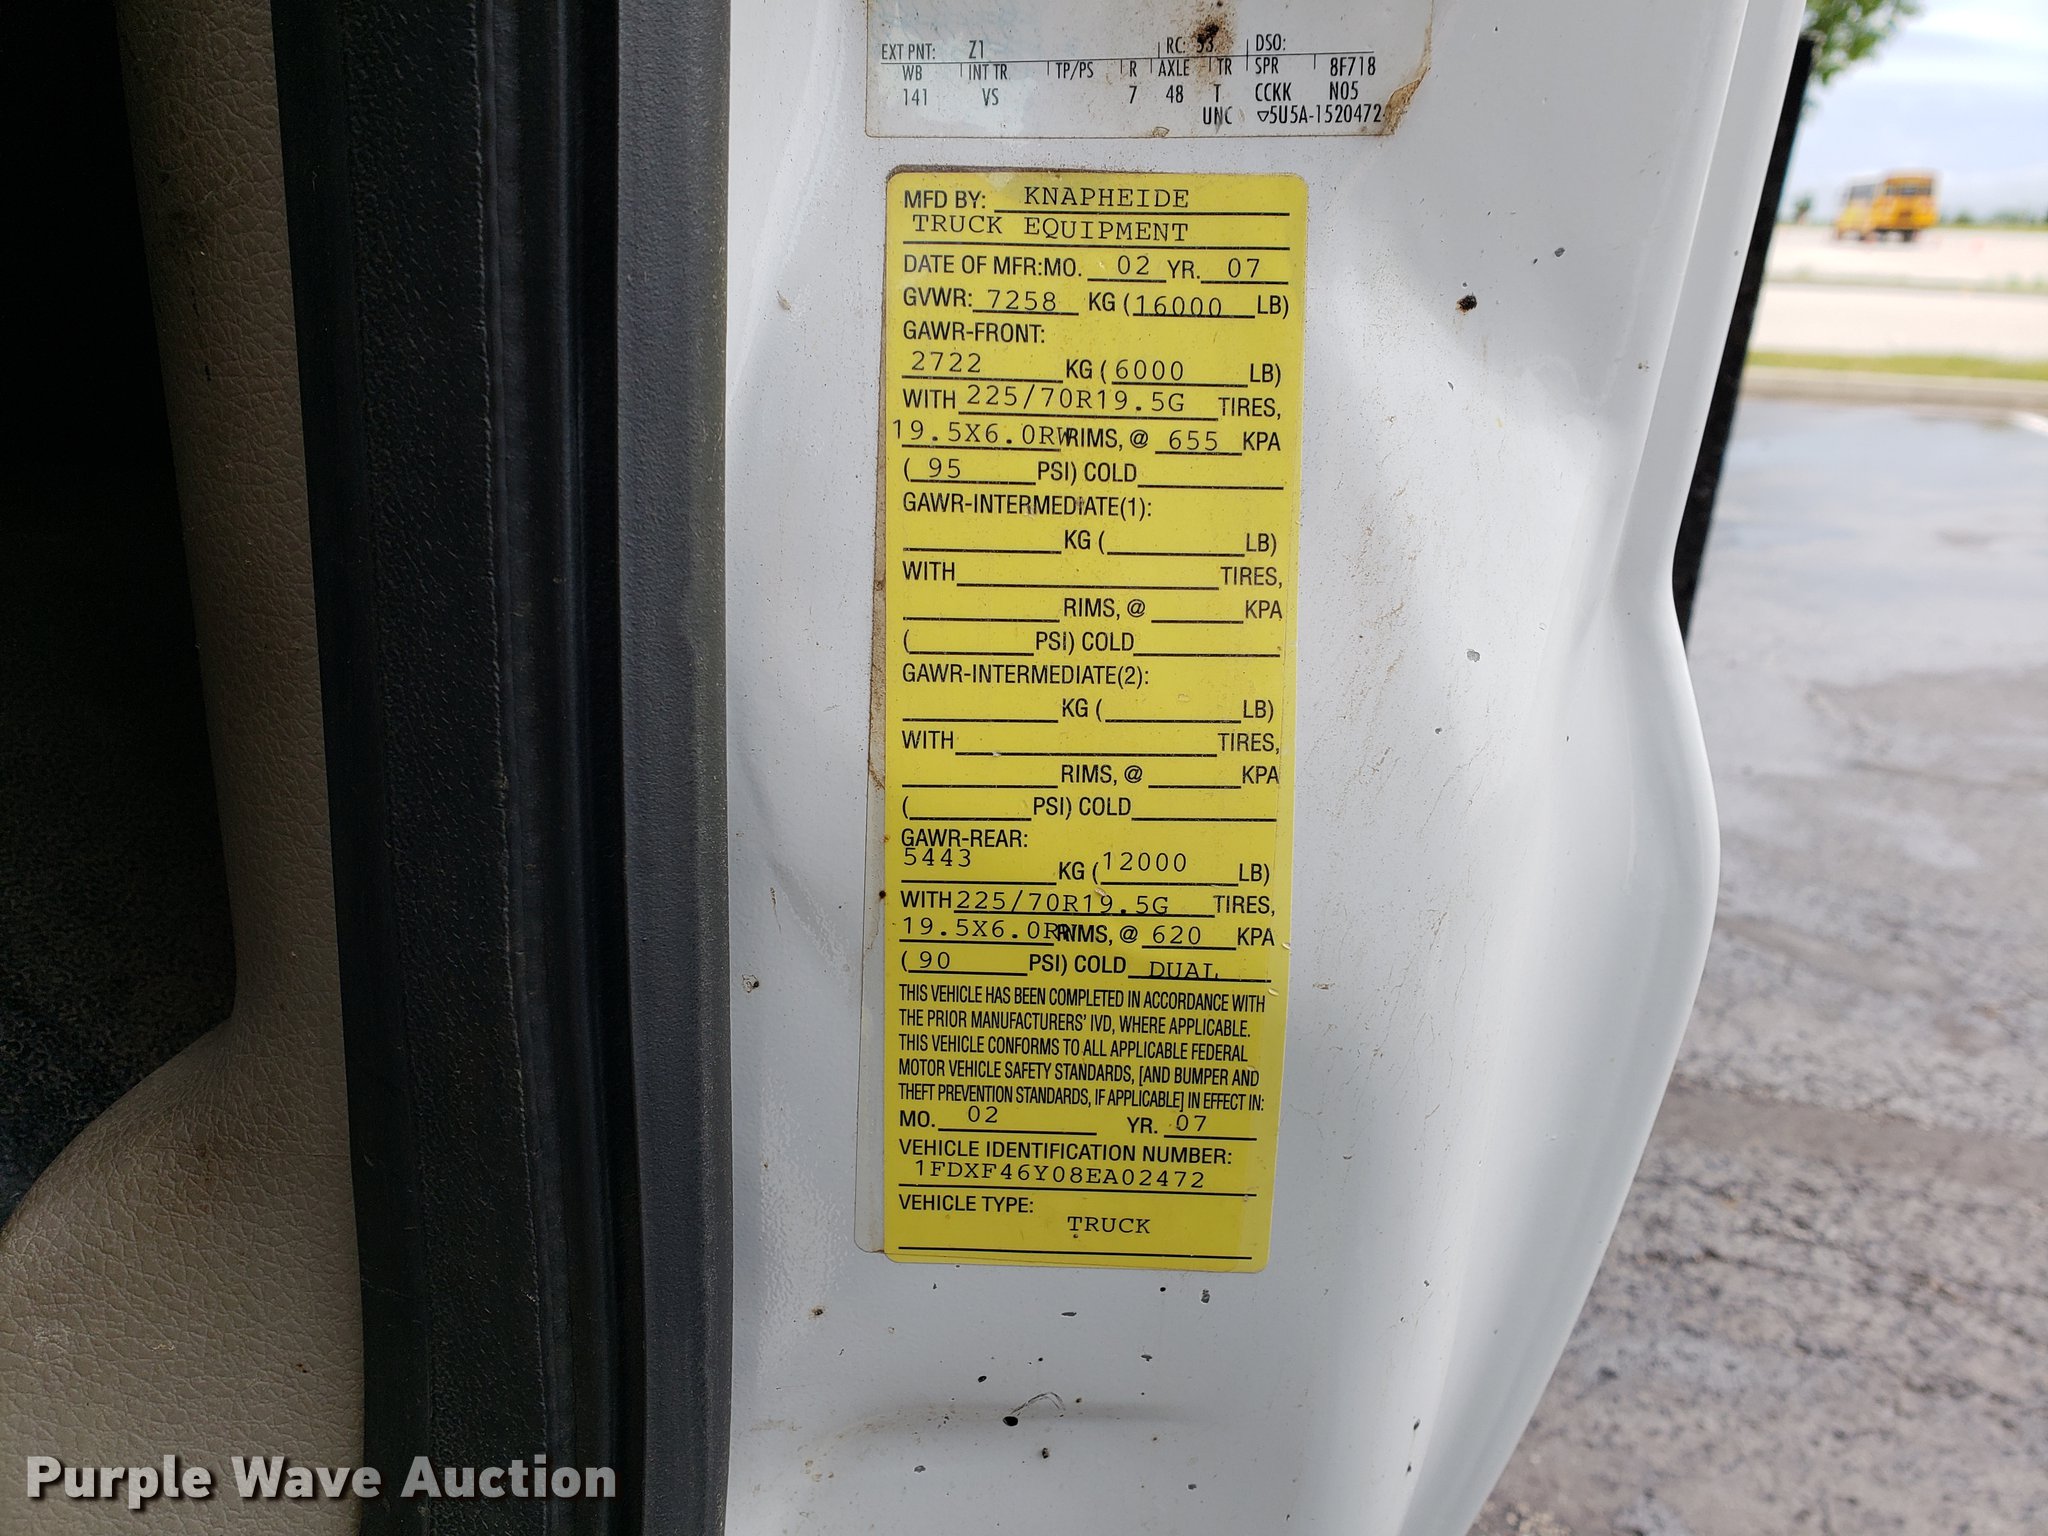 EXT PNT: Z1 RC: 53 DSO:
WB INT TR TP/PS R AXLE TR SPR 8F718
141 VS 7 48 T CCKK N05
UNC ▽5U5A-1520472-
MFD BY: KNAPHEIDE
TRUCK EQUIPMENT
DATE OF MFR:MO. 02 YR. 07
GVWR: 7258 KG (16000 LB)
GAWR-FRONT:
2722 KG (6000 LB)
WITH 225/70R19.5G TIRES,
19.5X6.0RW RIMS, @ 655 KPA
( 95 PSI) COLD
GAWR-INTERMEDIATE(1):
KG ( LB)
WITH TIRES,
RIMS, @ KPA
( PSI) COLD
GAWR-INTERMEDIATE(2):
KG ( LB)
WITH TIRES,
RIMS, @ KPA
( PSI) COLD
GAWR-REAR:
5443 KG (12000 LB)
WITH 225/70R19.5G TIRES,
19.5X6.0RW RIMS, @ 620 KPA
( 90 PSI) COLD DUAL
THIS VEHICLE HAS BEEN COMPLETED IN ACCORDANCE WITH
THE PRIOR MANUFACTURERS' IVD, WHERE APPLICABLE.
THIS VEHICLE CONFORMS TO ALL APPLICABLE FEDERAL
MOTOR VEHICLE SAFETY STANDARDS, [AND BUMPER AND
THEFT PREVENTION STANDARDS, IF APPLICABLE] IN EFFECT IN:
MO. 02 YR. 07
VEHICLE IDENTIFICATION NUMBER:
1FDXF46Y08EA02472
VEHICLE TYPE:
TRUCK
Purple Wave Auction